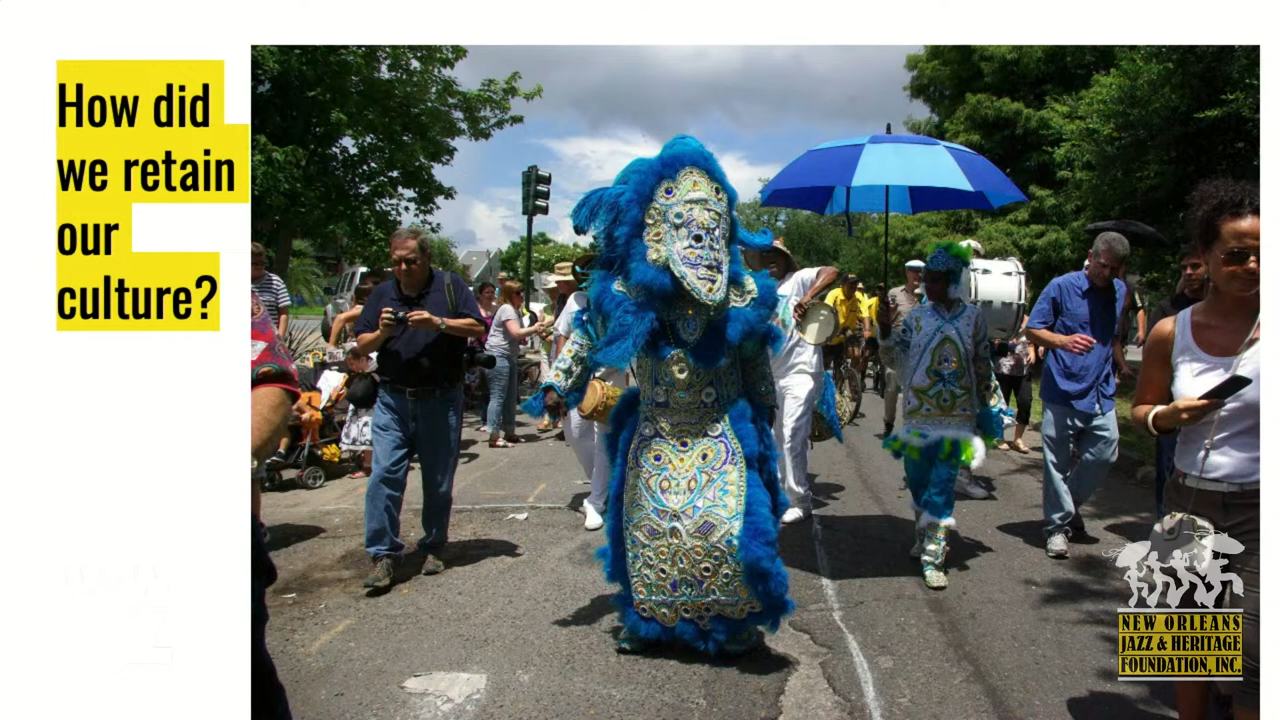 How did
we retain
our
culture?
NEW ORLEANS
JAZZ & HERITAGE
FOUNDATION, INC.